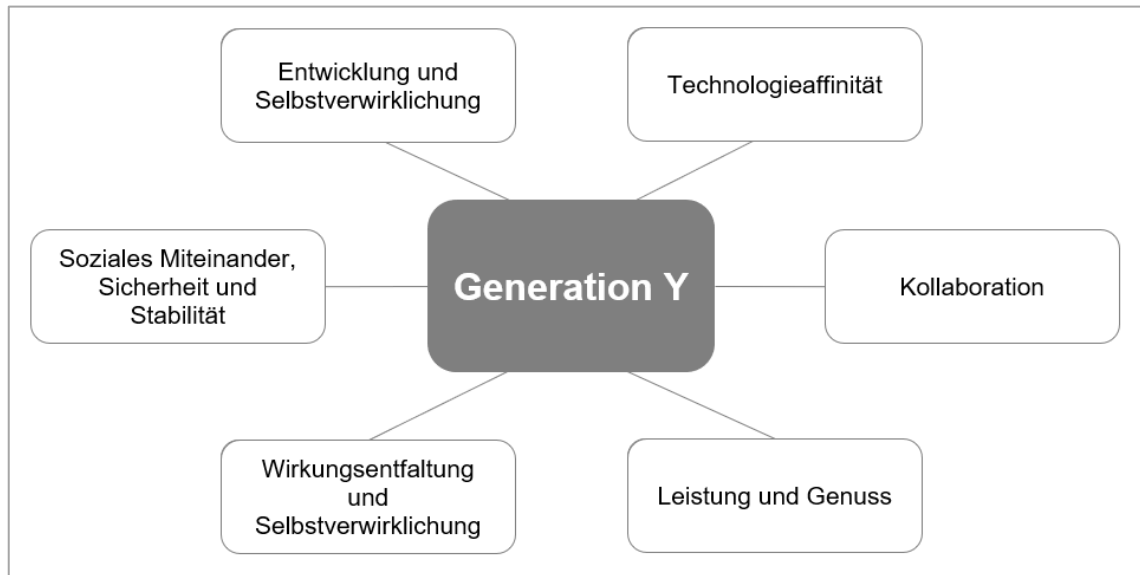 Entwicklung und
Selbstverwirklichung
Technologieaffinität
Soziales Miteinander,
Sicherheit und
Stabilität
Generation Y
Kollaboration
Wirkungsentfaltung
und
Selbstverwirklichung
Leistung und Genuss